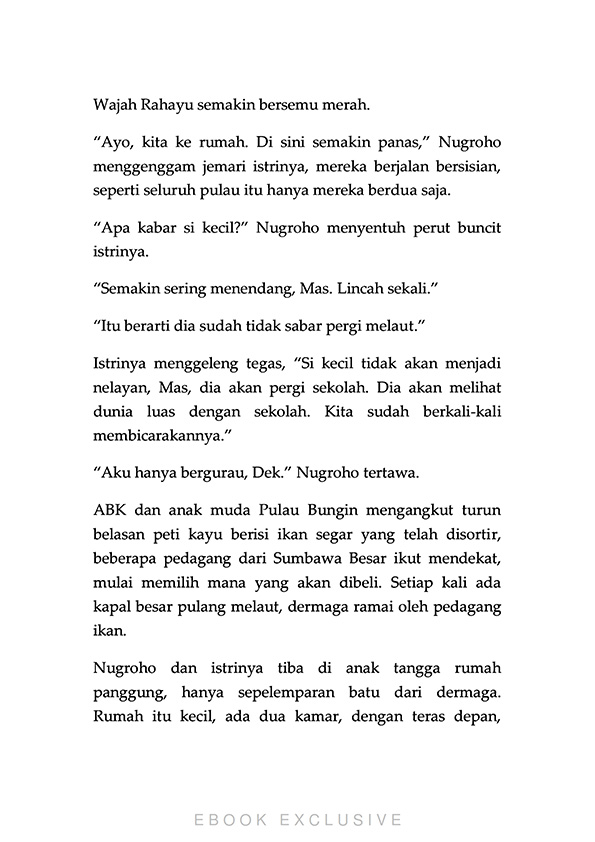 Wajah Rahayu semakin bersemu merah.
“Ayo, kita ke rumah. Di sini semakin panas,” Nugroho
menggenggam jemari istrinya, mereka berjalan bersisian,
seperti seluruh pulau itu hanya mereka berdua saja.
“Apa kabar si kecil?” Nugroho menyentuh perut buncit
istrinya.
“Semakin sering menendang, Mas. Lincah sekali.”
“Itu berarti dia sudah tidak sabar pergi melaut.”
Istrinya menggeleng tegas, “Si kecil tidak akan menjadi
nelayan, Mas, dia akan pergi sekolah. Dia akan melihat
dunia luas dengan sekolah. Kita sudah berkali-kali
membicarakannya.”
“Aku hanya bergurau, Dek.” Nugroho tertawa.
ABK dan anak muda Pulau Bungin mengangkut turun
belasan peti kayu berisi ikan segar yang telah disortir,
beberapa pedagang dari Sumbawa Besar ikut mendekat,
mulai memilih mana yang akan dibeli. Setiap kali ada
kapal besar pulang melaut, dermaga ramai oleh pedagang
ikan.
Nugroho dan istrinya tiba di anak tangga rumah
panggung, hanya sepelemparan batu dari dermaga.
Rumah itu kecil, ada dua kamar, dengan teras depan,
EBOOK EXCLUSIVE